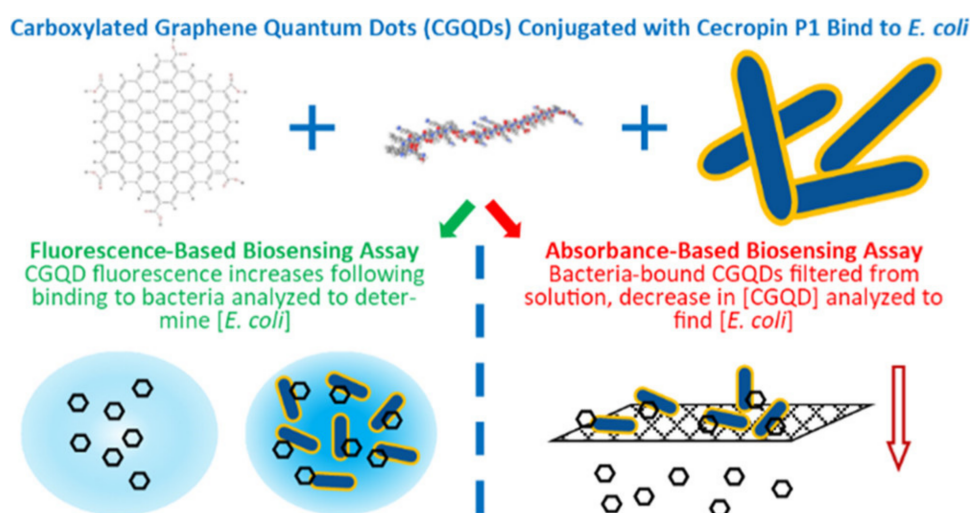 Carboxylated Graphene Quantum Dots (CGQDs) Conjugated with Cecropin P1 Bind to E. coli
Fluorescence-Based Biosensing Assay
CGQD fluorescence increases following
binding to bacteria analyzed to deter-
mine [E. coli]
Absorbance-Based Biosensing Assay
Bacteria-bound CGQDs filtered from
solution, decrease in [CGQD] analyzed to
find [E. coli]